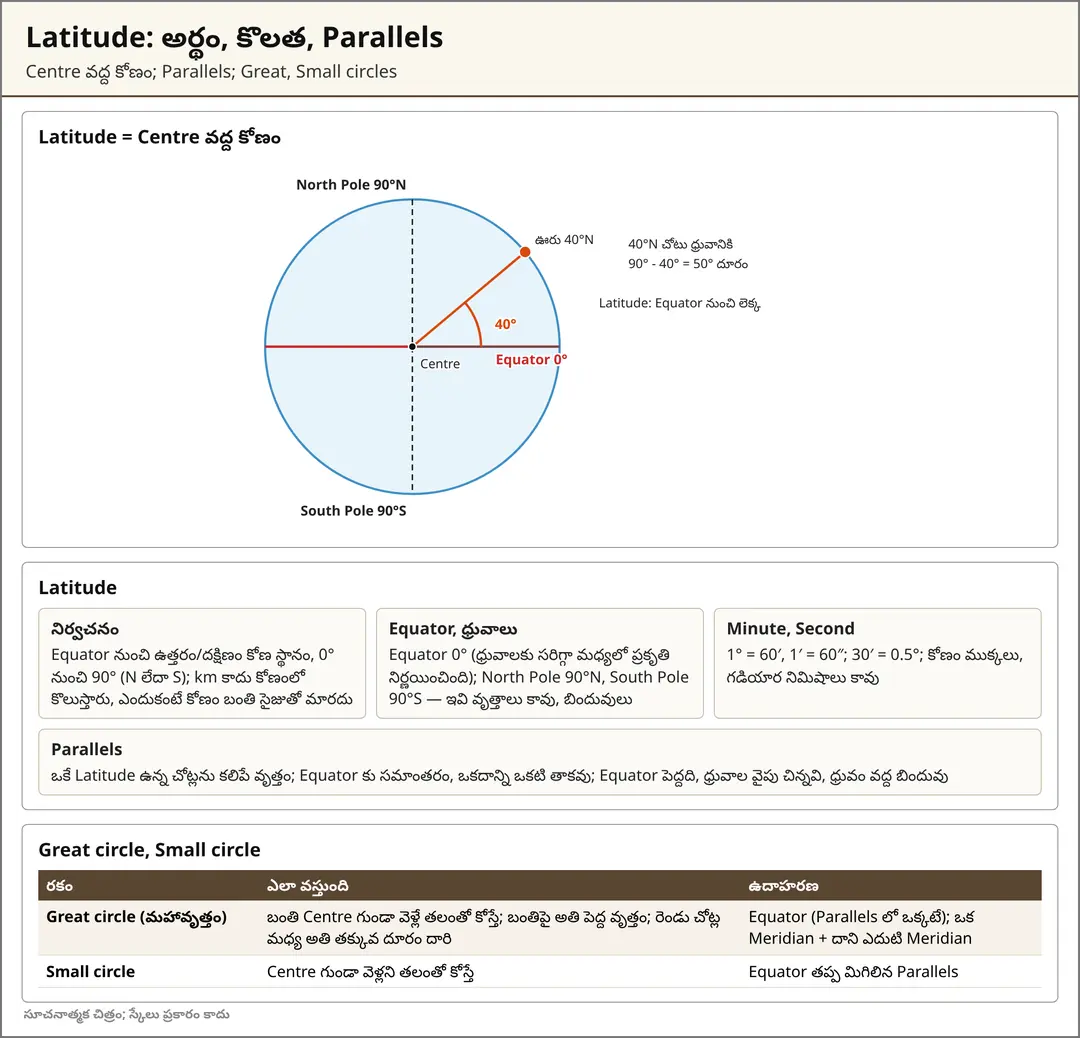 Latitude: అర్థం, కొలత, Parallels
Centre వద్ద కోణం; Parallels; Great, Small circles
Latitude = Centre వద్ద కోణం
North Pole 90°N
ఊరు 40°N
40°N చోటు ధ్రువానికి
90° - 40° = 50° దూరం
Latitude: Equator నుంచి లెక్క
40°
Equator 0°
Centre
South Pole 90°S
Latitude
నిర్వచనం
Equator నుంచి ఉత్తరం/దక్షిణం కోణ స్థానం, 0°
నుంచి 90° (N లేదా S); km కాదు కోణంలో
కొలుస్తారు, ఎందుకంటే కోణం బంతి సైజుతో మారదు
Equator, ధ్రువాలు
Equator 0° (ధ్రువాలకు సరిగ్గా మధ్యలో ప్రకృతి
నిర్ణయించింది); North Pole 90°N, South Pole
90°S — ఇవి వృత్తాలు కావు, బిందువులు
Minute, Second
1° = 60′, 1′ = 60″; 30′ = 0.5°; కోణం ముక్కలు,
గడియార నిమిషాలు కావు
Parallels
ఒకే Latitude ఉన్న చోట్లను కలిపే వృత్తం; Equator కు సమాంతరం, ఒకదాన్ని ఒకటి తాకవు; Equator పెద్దది, ధ్రువాల వైపు చిన్నవి, ధ్రువం వద్ద బిందువు
Great circle, Small circle
రకం ఎలా వస్తుంది ఉదాహరణ
Great circle (మహావృత్తం) బంతి Centre గుండా వెళ్లే తలంతో కోస్తే; బంతిపై అతి పెద్ద వృత్తం; రెండు చోట్ల Equator (Parallels లో ఒక్కటే); ఒక
మధ్య అతి తక్కువ దూరం దారి Meridian + దాని ఎదుటి Meridian
Small circle Centre గుండా వెళ్లని తలంతో కోస్తే Equator తప్ప మిగిలిన Parallels
సూచనాత్మక చిత్రం; స్కేలు ప్రకారం కాదు